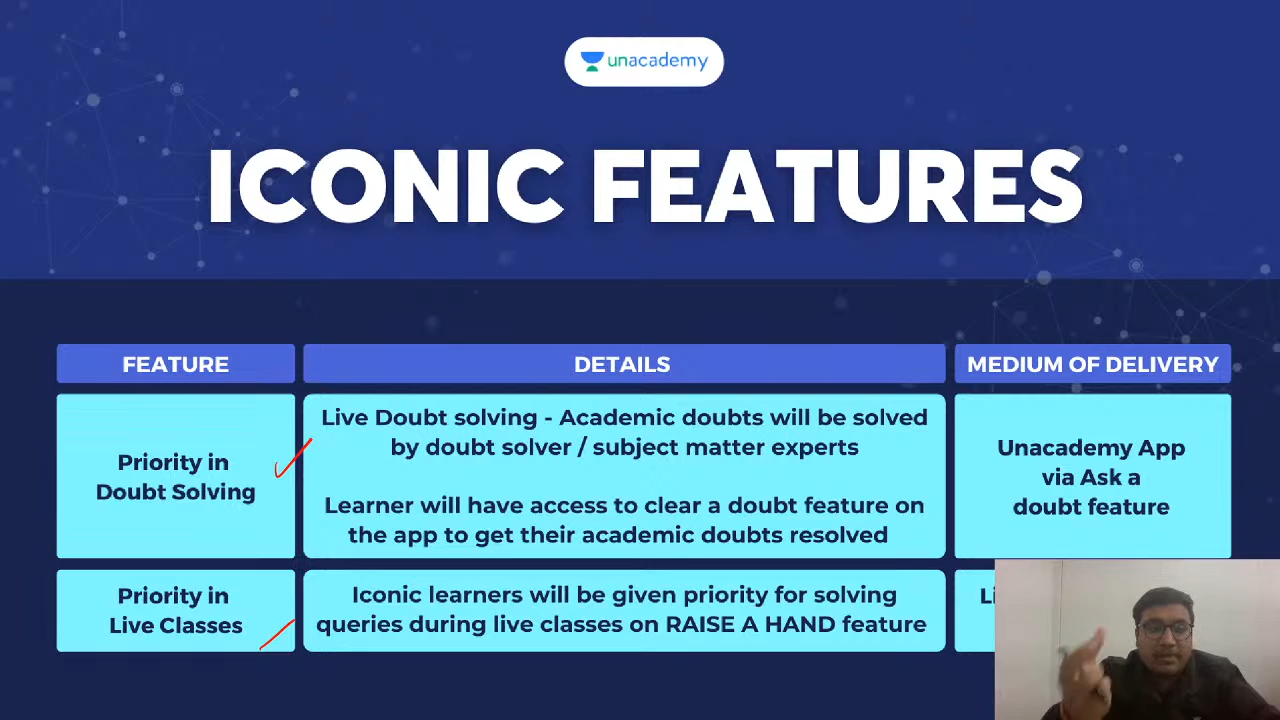 unacademy
ICONIC FEATURES
FEATURE
DETAILS
MEDIUM OF DELIVERY
Priority in
Doubt Solving
Live Doubt solving - Academic doubts will be solved
by doubt solver / subject matter experts
Learner will have access to clear a doubt feature on
the app to get their academic doubts resolved
Unacademy App
via Ask a
doubt feature
Priority in
Live Classes
Iconic learners will be given priority for solving
queries during live classes on RAISE A HAND feature